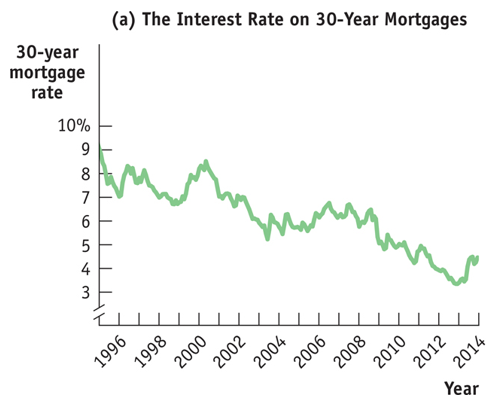 (a) The Interest Rate on 30-Year Mortgages
30-year
mortgage
rate
10%
9
8
7
6
5
4
3
1996 1998 2000 2002 2004 2006 2008 2010 2012 2014
Year